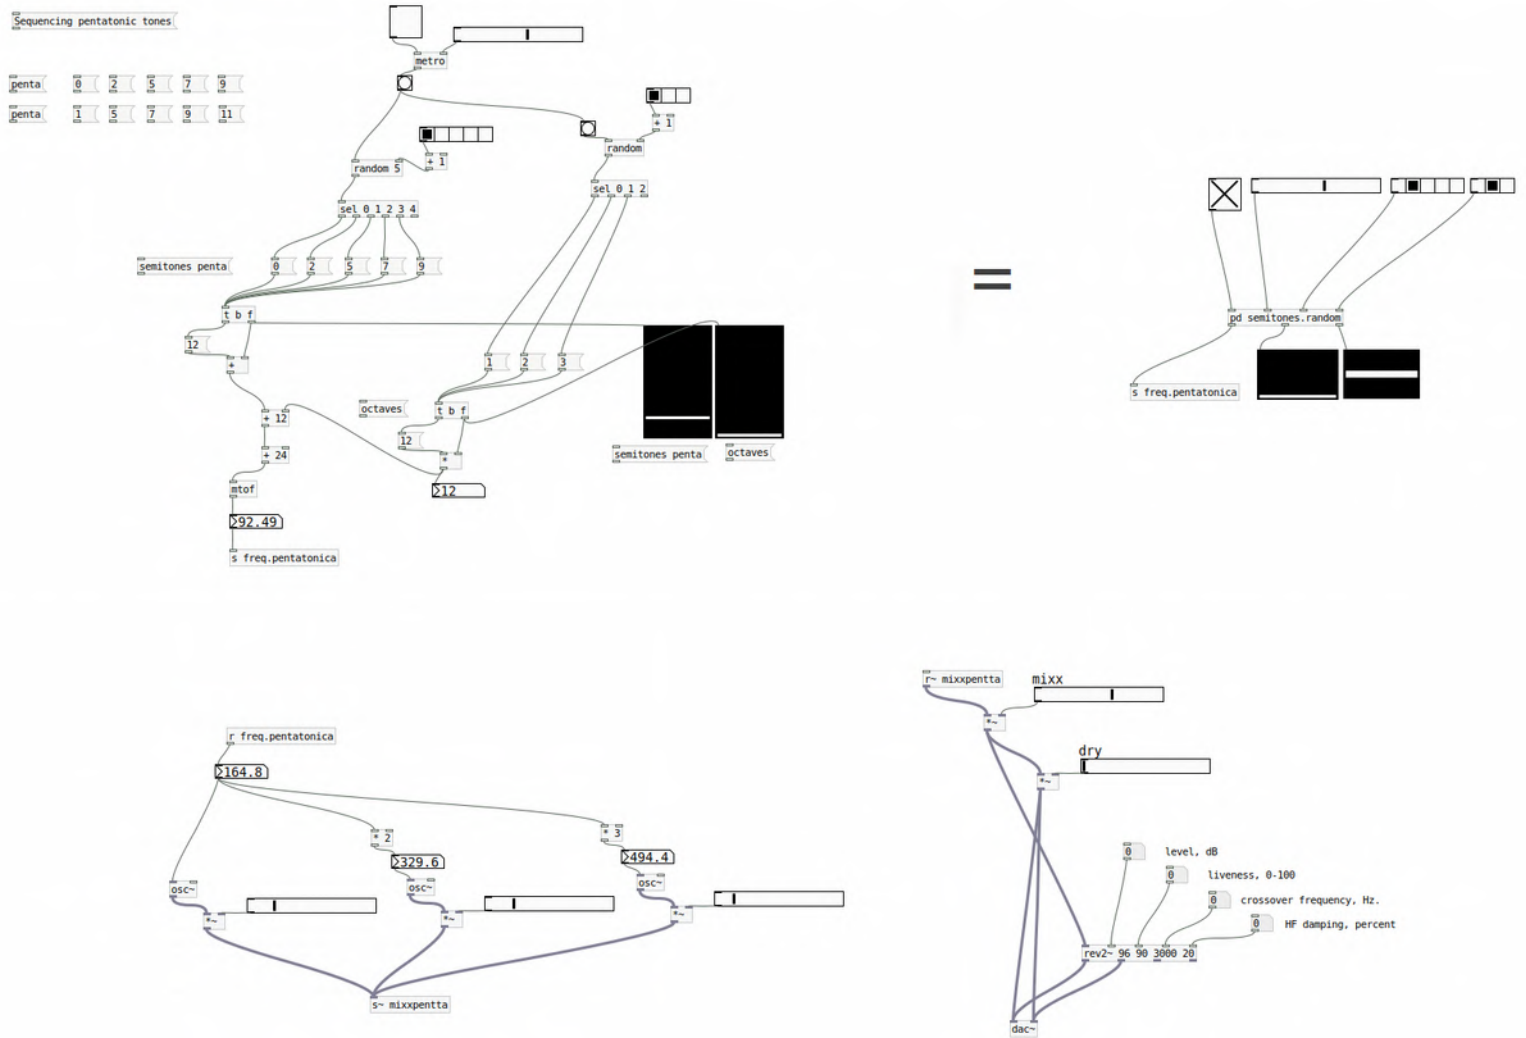 Sequencing pentatonic tones
metro
penta 0 2 5 7 9
penta 1 5 7 9 11
+ 1
+ 1
random
random 5
sel 0 1 2
sel 0 1 2 3 4
semitones penta 0 2 5 7 9
t b f
12
+
1 2 3
octaves
t b f
+ 12
12
*
+ 24
semitones penta
octaves
mtof
12
92.49
s freq.pentatonica
=
pd semitones.random
s freq.pentatonica
r freq.pentatonica
164.8
* 2
* 3
329.6
494.4
osc~
osc~
osc~
*~
*~
*~
s~ mixxpentta
r~ mixxpentta
mixx
*~
dry
*~
0 level, dB
0 liveness, 0-100
0 crossover frequency, Hz.
0 HF damping, percent
rev2~ 96 90 3000 20
dac~